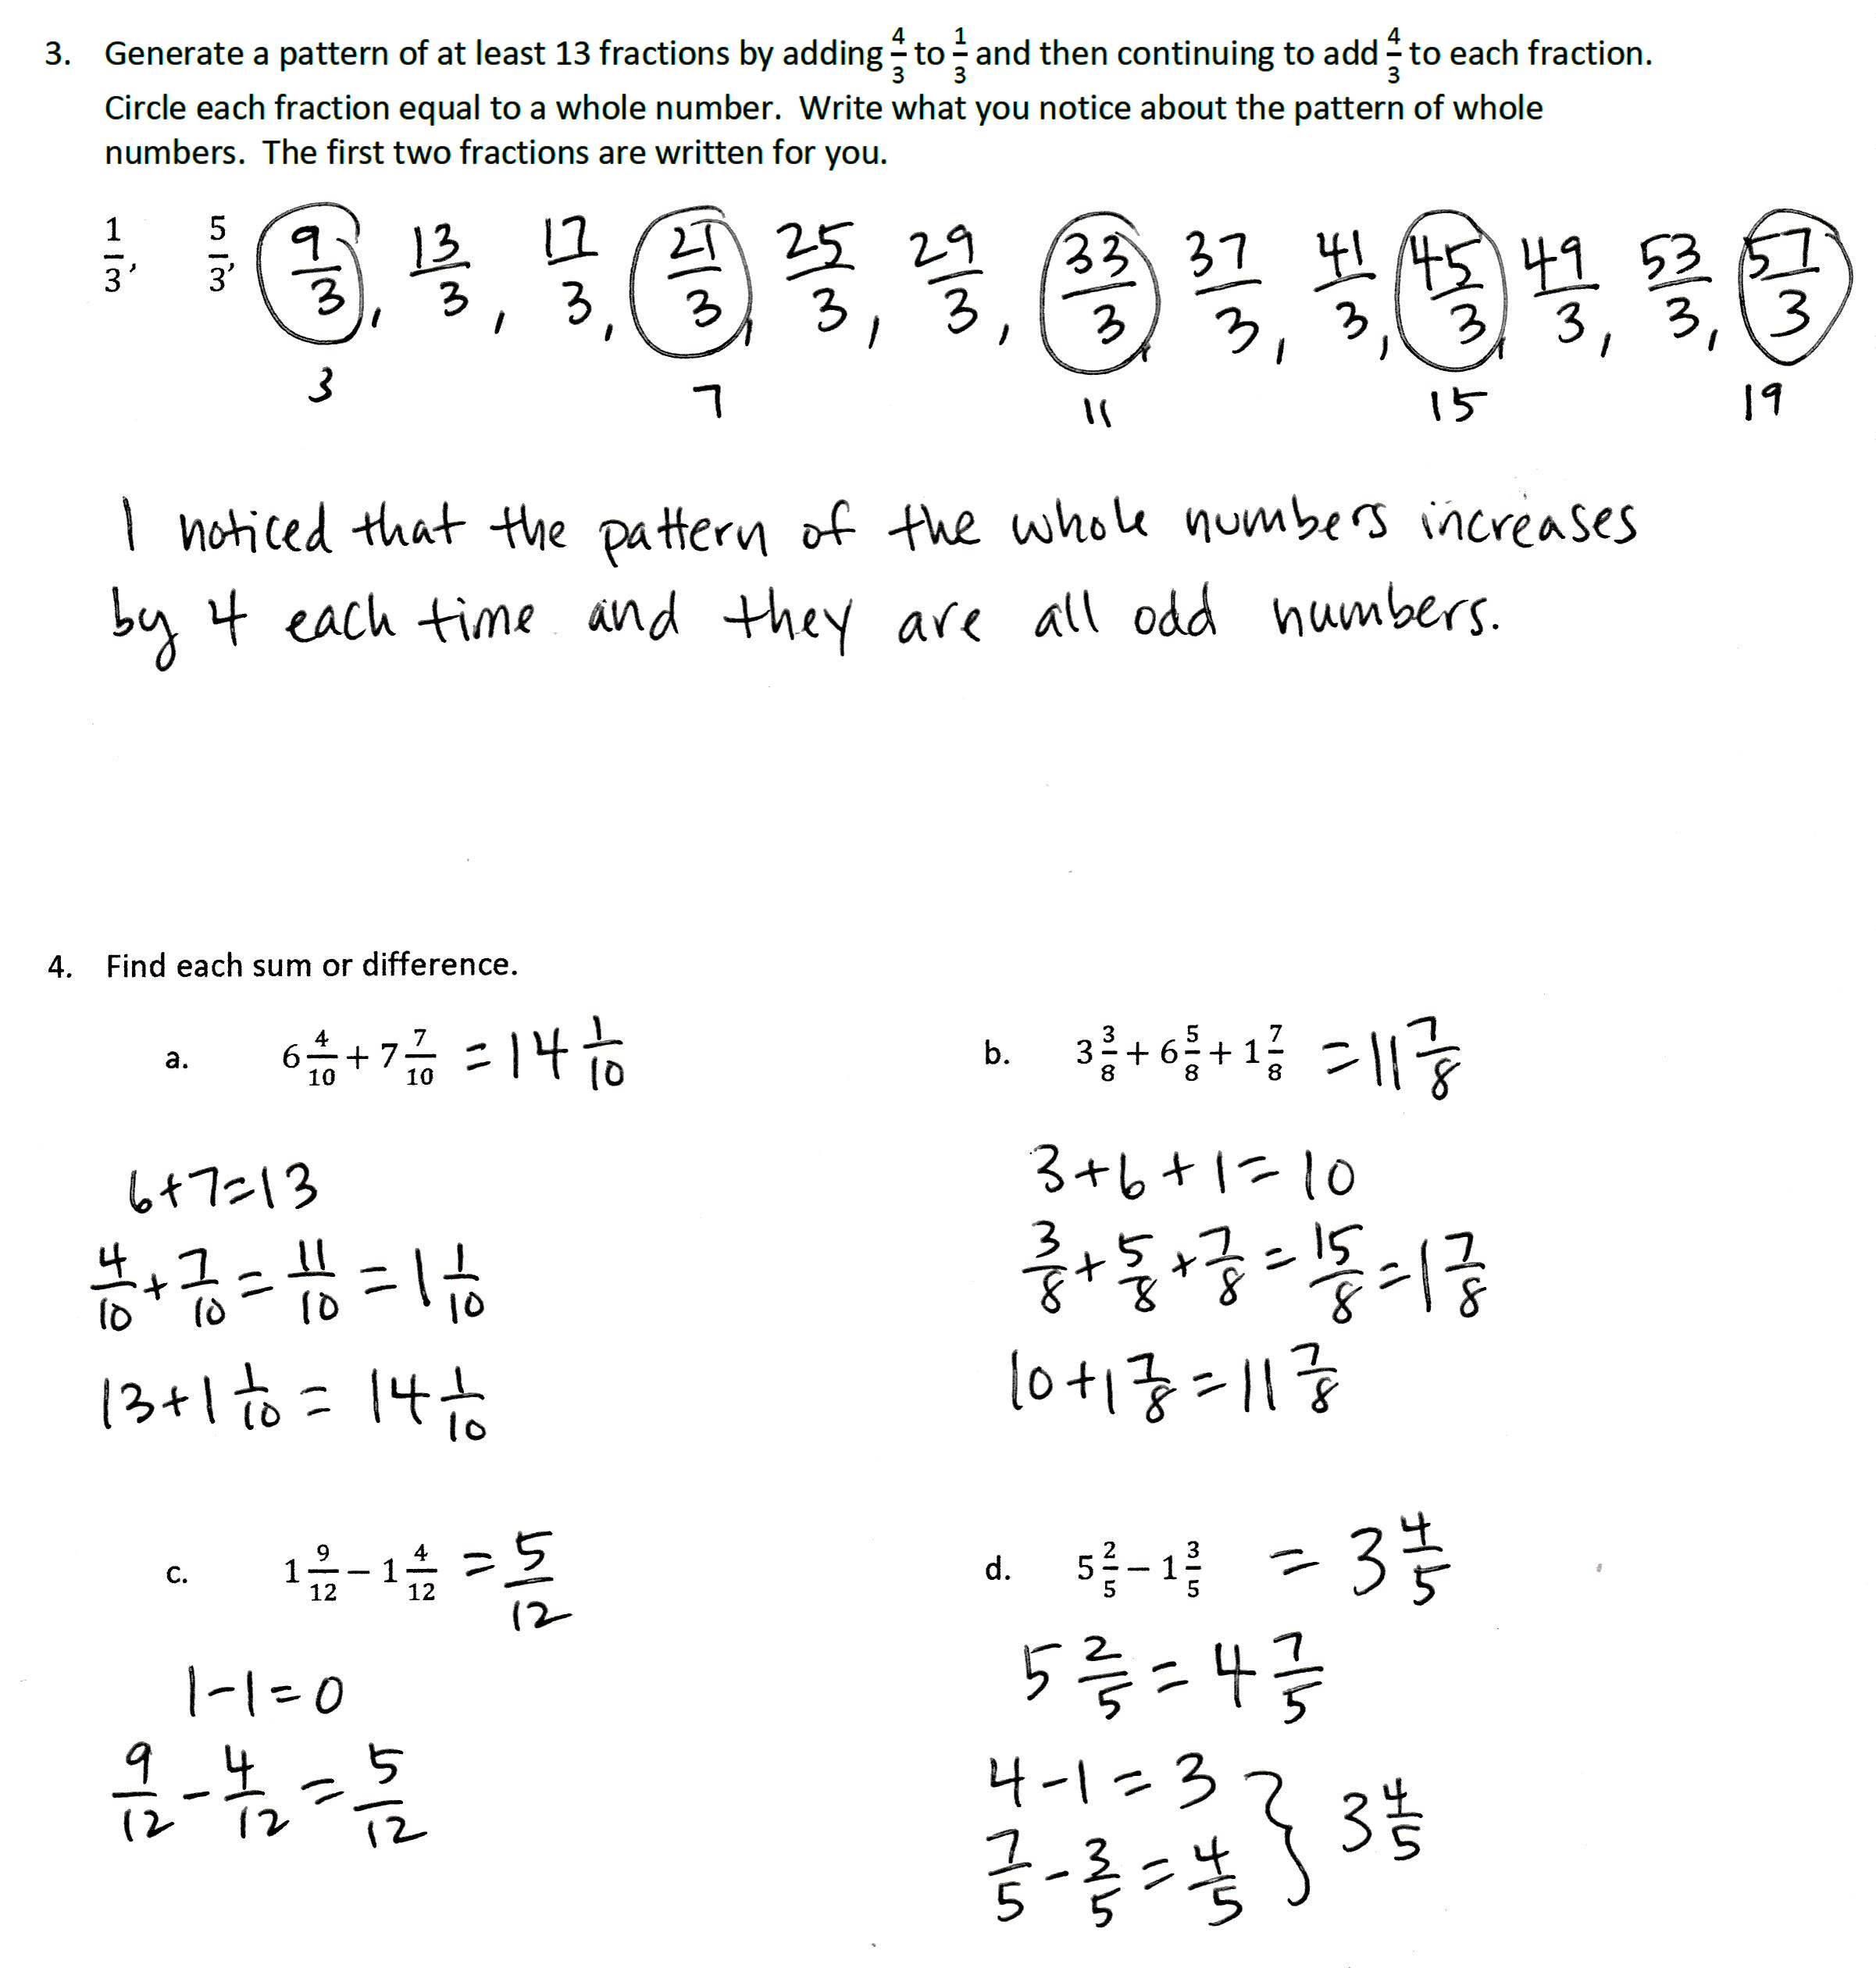 3. Generate a pattern of at least 13 fractions by adding 4/3 to 1/3 and then continuing to add 4/3 to each fraction.
Circle each fraction equal to a whole number. Write what you notice about the pattern of whole
numbers. The first two fractions are written for you.
1/3, 5/3, 9/3, 13/3, 17/3, 21/3, 25/3, 29/3, 33/3, 37/3, 41/3, 45/3, 49/3, 53/3, 57/3
3 7 11 15 19
I noticed that the pattern of the whole numbers increases
by 4 each time and they are all odd numbers.
4. Find each sum or difference.
a. 6 4/10 + 7 7/10 = 14 1/10
6+7=13
4/10 + 7/10 = 11/10 = 1 1/10
13 + 1 1/10 = 14 1/10
b. 3 3/8 + 6 5/8 + 1 7/8 = 11 7/8
3+6+1=10
3/8 + 5/8 + 7/8 = 15/8 = 1 7/8
10 + 1 7/8 = 11 7/8
c. 1 9/12 − 1 4/12 = 5/12
1-1=0
9/12 - 4/12 = 5/12
d. 5 2/5 − 1 3/5 = 3 4/5
5 2/5 = 4 7/5
4-1=3
7/5 - 3/5 = 4/5 } 3 4/5